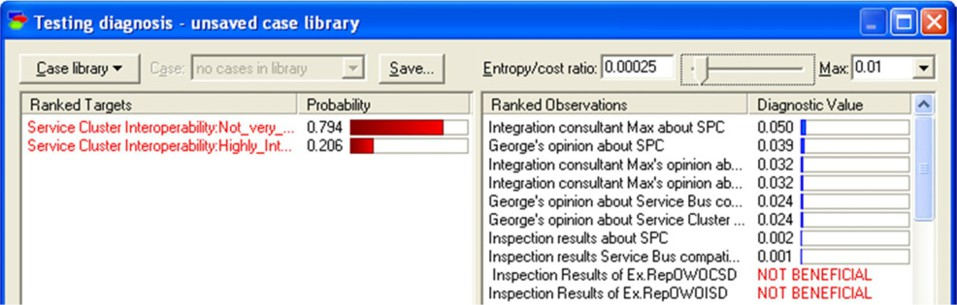 Testing diagnosis - unsaved case library
Case library Case: no cases in library Save... Entropy/cost ratio: 0.00025 Max: 0.01
Ranked Targets Probability
Service Cluster Interoperability:Not_very_... 0.794
Service Cluster Interoperability:Highly_Int... 0.206
Ranked Observations Diagnostic Value
Integration consultant Max about SPC 0.050
George's opinion about SPC 0.039
Integration consultant Max's opinion ab... 0.032
Integration consultant Max's opinion ab... 0.032
George's opinion about Service Bus co... 0.024
George's opinion about Service Cluster ... 0.024
Inspection results about SPC 0.002
Inspection results Service Bus compati... 0.001
Inspection Results of Ex.RepOWOCSD NOT BENEFICIAL
Inspection Results of Ex.RepOWOISD NOT BENEFICIAL